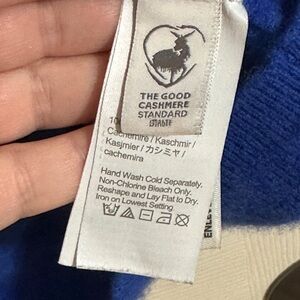 THE GOOD
CASHMERE
STANDARD
10
Cachemire / Kaschmir /
Kasjmier / カシミヤ /
cachemira
Hand Wash Cold Separately.
Non-Chlorine Bleach Only.
Reshape and Lay Flat to Dry.
Iron on Lowest Setting